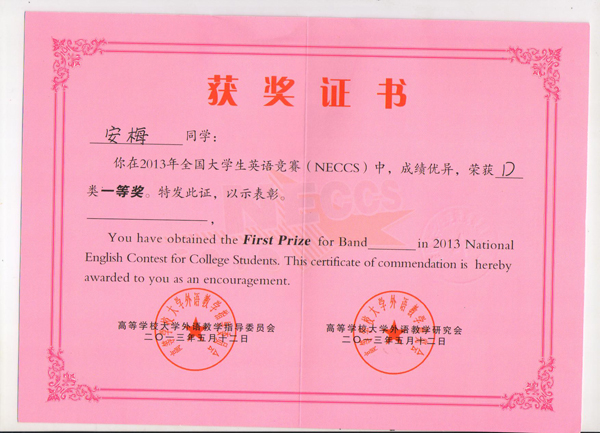 获奖证书
安梅 同学：
你在2013年全国大学生英语竞赛（NECCS）中，成绩优异，荣获 D
类一等奖。特发此证，以示表彰。
________________，
You have obtained the First Prize for Band______in 2013 National
English Contest for College Students. This certificate of commendation is hereby
awarded to you as an encouragement.
高等学校大学外语教学指导委员会 高等学校大学外语教学研究会
二〇一三年五月十二日 二〇一三年五月十二日
NECCS